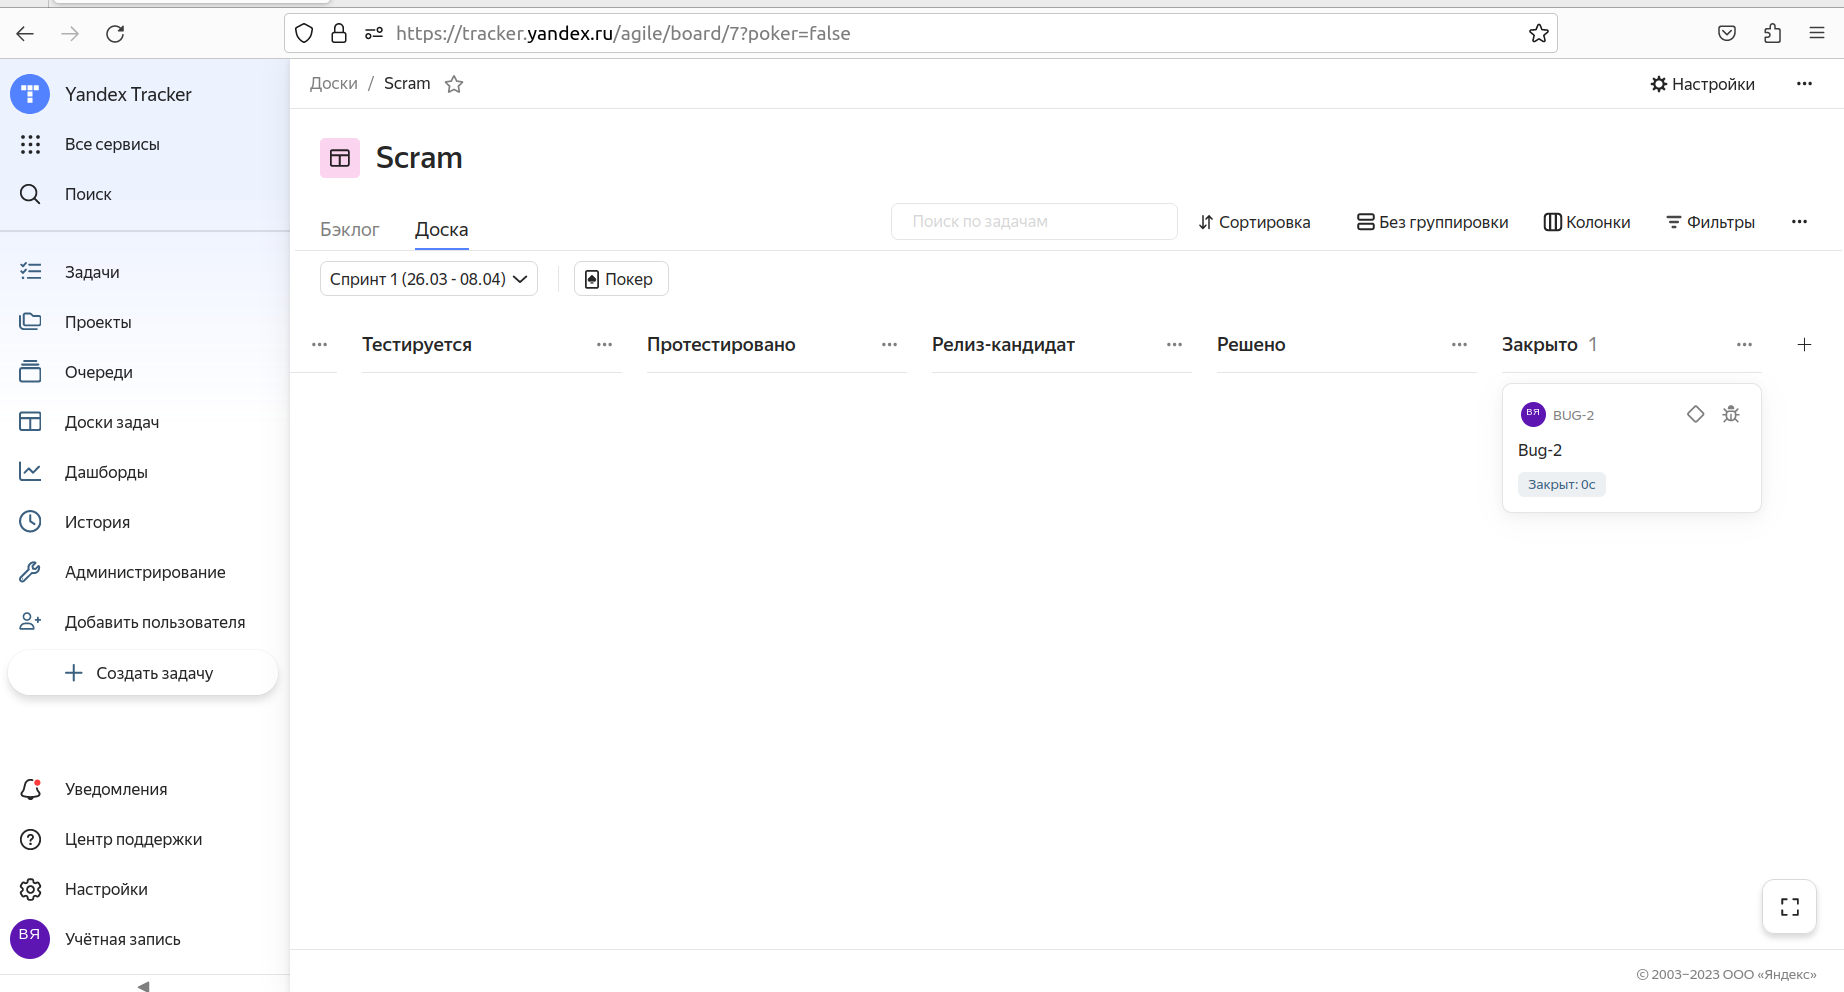 https://tracker.yandex.ru/agile/board/7?poker=false
Yandex Tracker
Все сервисы
Поиск
Задачи
Проекты
Очереди
Доски задач
Дашборды
История
Администрирование
Добавить пользователя
Создать задачу
Уведомления
Центр поддержки
Настройки
ВЯ Учётная запись
Доски / Scram
Настройки
Scram
Бэклог Доска
Поиск по задачам Сортировка Без группировки Колонки Фильтры
Спринт 1 (26.03 - 08.04) Покер
Тестируется Протестировано Релиз-кандидат Решено Закрыто 1
ВЯ BUG-2
Bug-2
Закрыт: 0с
© 2003–2023 ООО «Яндекс»